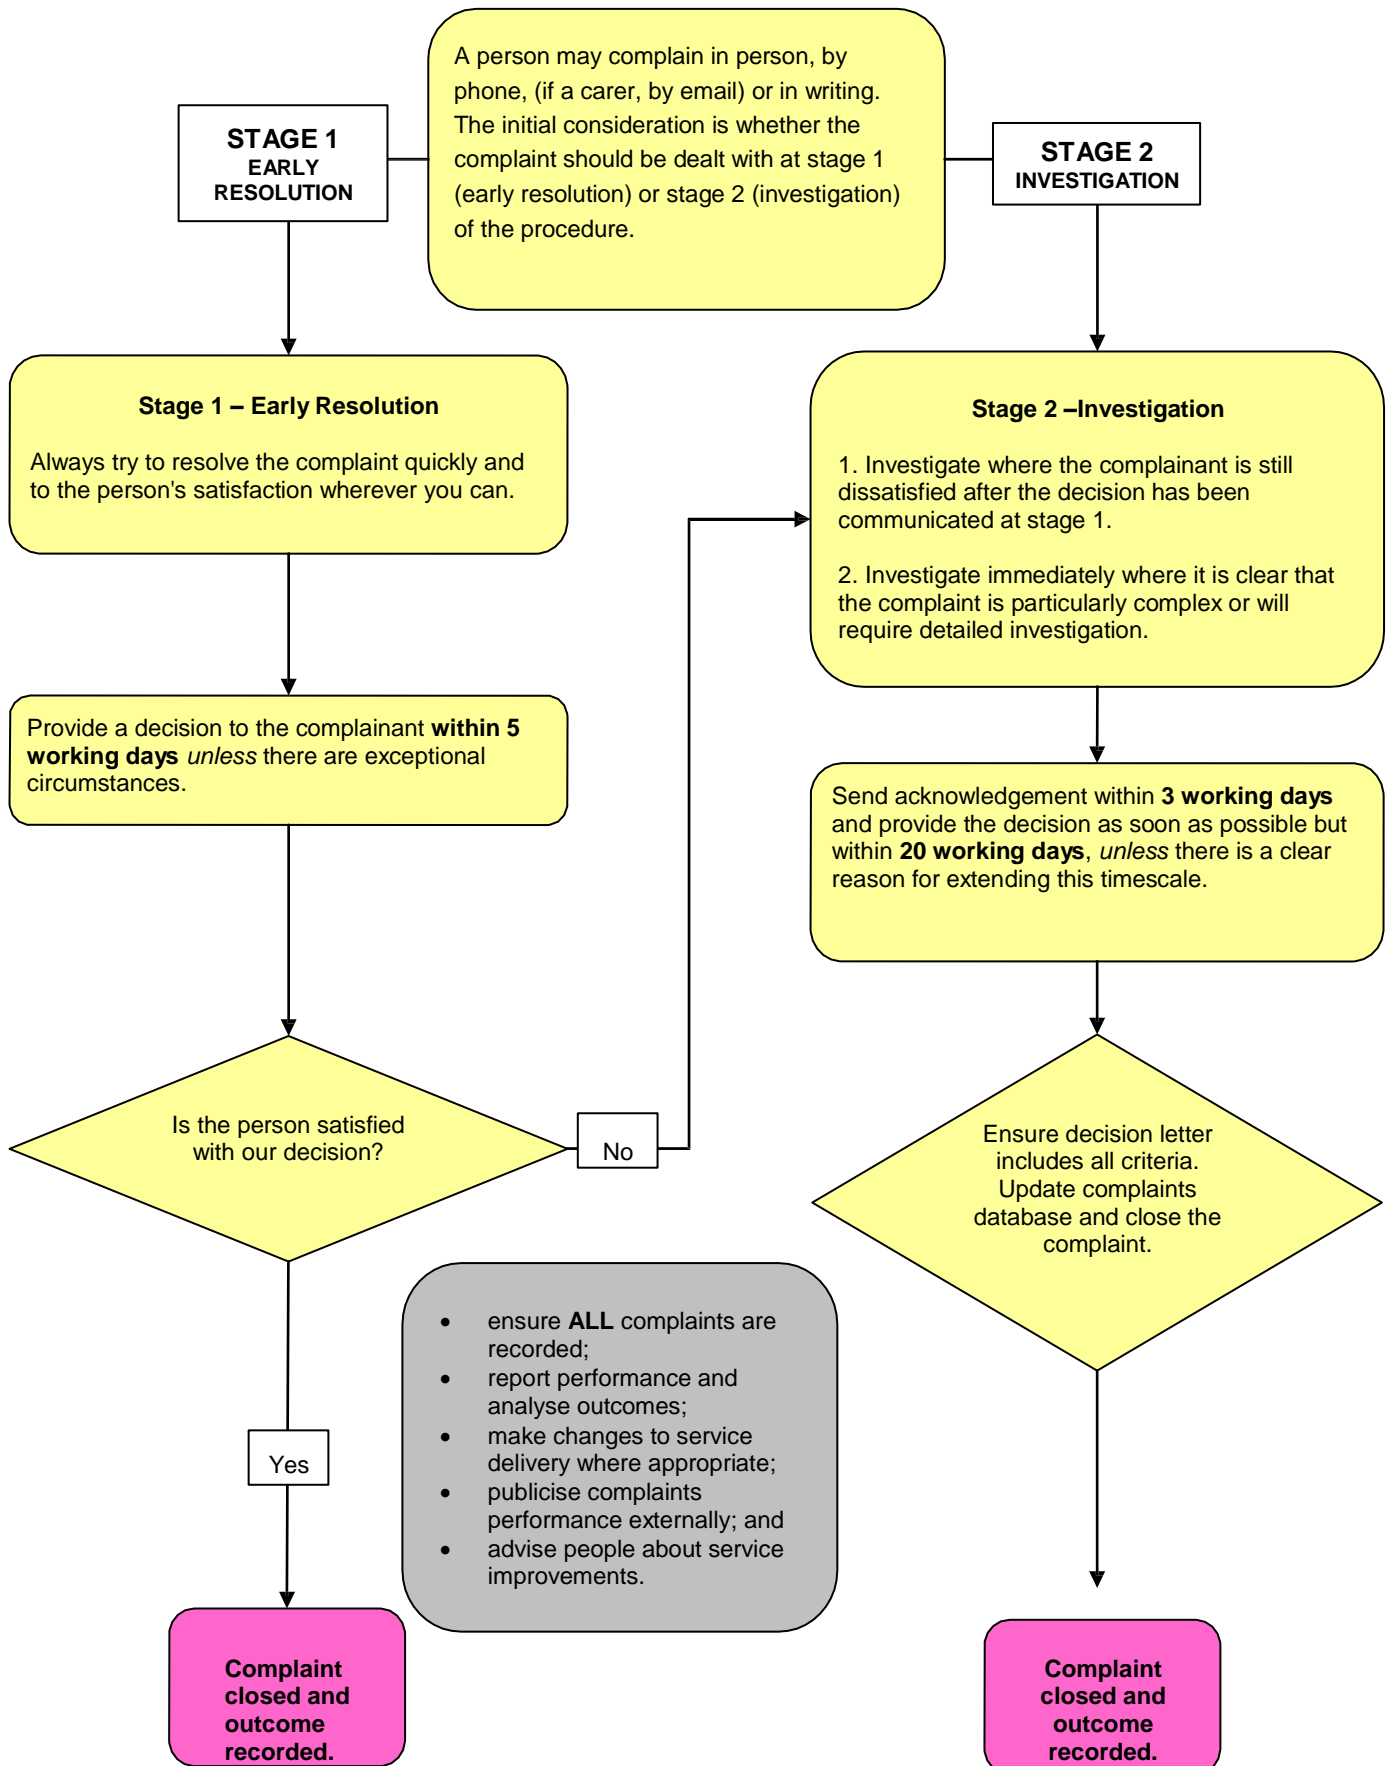 A person may complain in person, by
phone, (if a carer, by email) or in writing.
The initial consideration is whether the
complaint should be dealt with at stage 1
(early resolution) or stage 2 (investigation)
of the procedure.
STAGE 1
EARLY
RESOLUTION
STAGE 2
INVESTIGATION
Stage 1 – Early Resolution
Always try to resolve the complaint quickly and
to the person's satisfaction wherever you can.
Provide a decision to the complainant within 5
working days unless there are exceptional
circumstances.
Is the person satisfied
with our decision?
No
Yes
Complaint
closed and
outcome
recorded.
Stage 2 –Investigation
1. Investigate where the complainant is still
dissatisfied after the decision has been
communicated at stage 1.
2. Investigate immediately where it is clear that
the complaint is particularly complex or will
require detailed investigation.
Send acknowledgement within 3 working days
and provide the decision as soon as possible but
within 20 working days, unless there is a clear
reason for extending this timescale.
Ensure decision letter
includes all criteria.
Update complaints
database and close the
complaint.
Complaint
closed and
outcome
recorded.
• ensure ALL complaints are
recorded;
• report performance and
analyse outcomes;
• make changes to service
delivery where appropriate;
• publicise complaints
performance externally; and
• advise people about service
improvements.